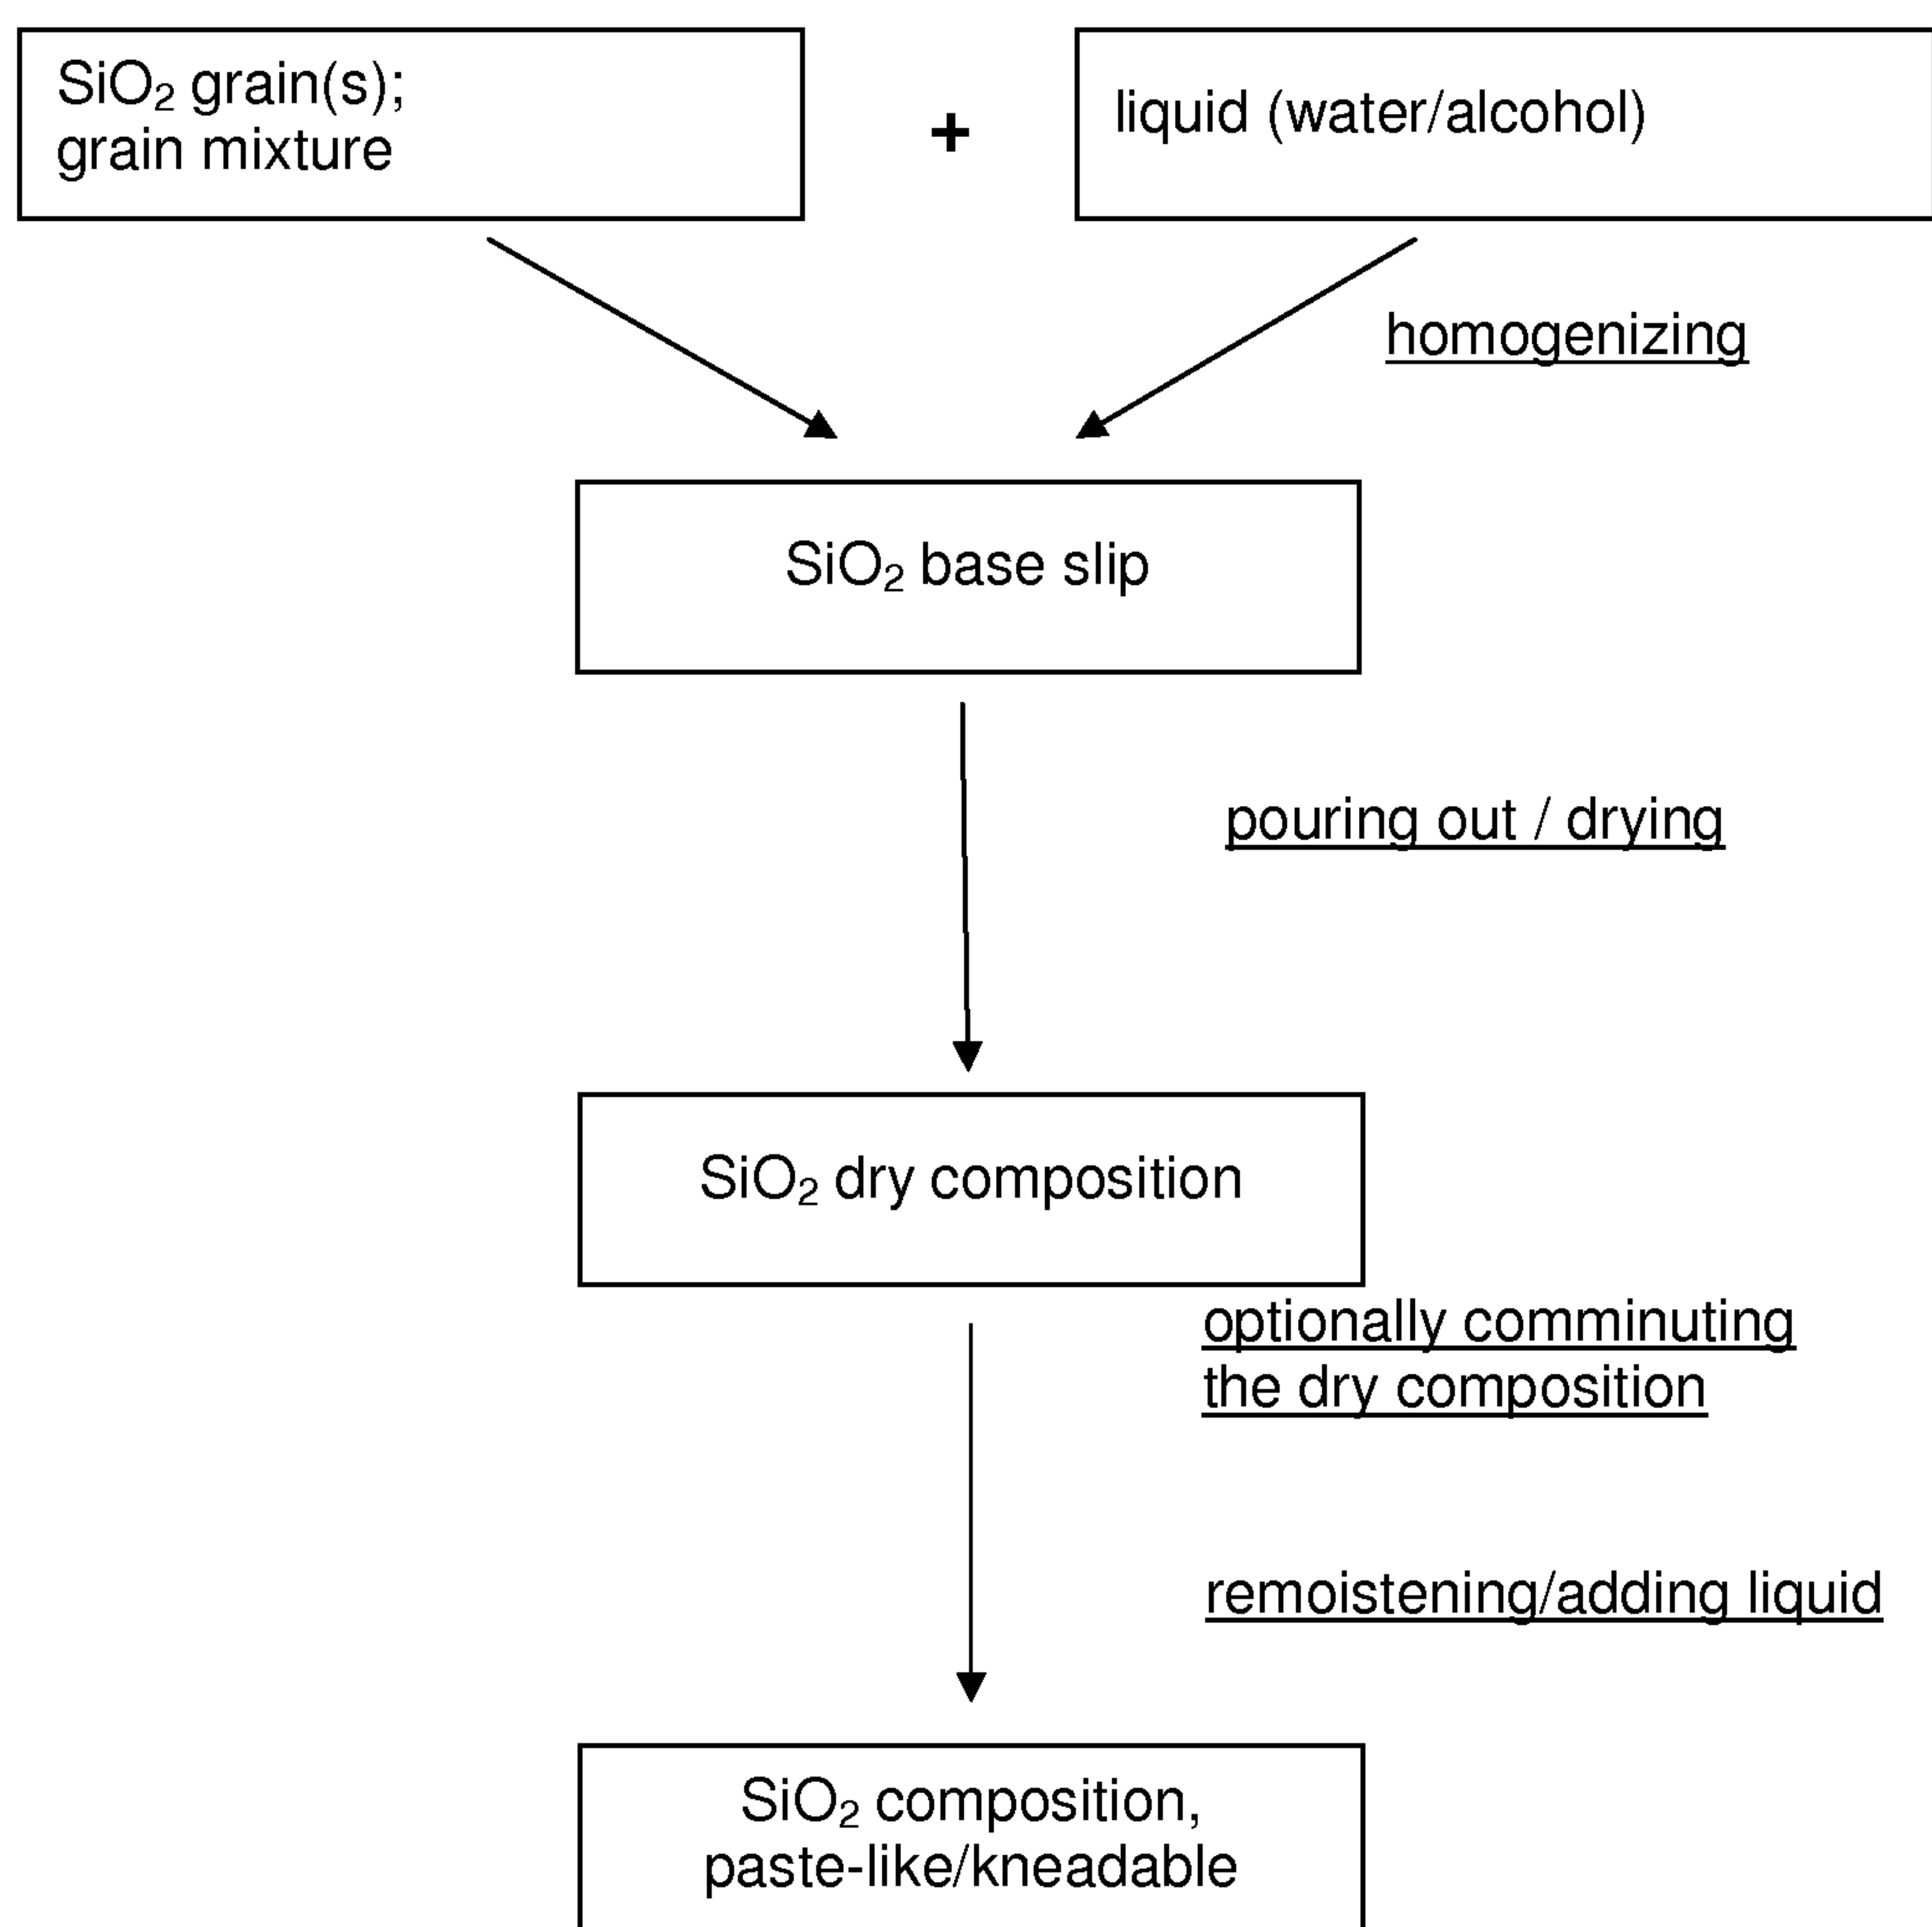 SiO₂ grain(s);
grain mixture
+
liquid (water/alcohol)
homogenizing
SiO₂ base slip
pouring out / drying
SiO₂ dry composition
optionally comminuting
the dry composition
remoistening/adding liquid
SiO₂ composition,
paste-like/kneadable